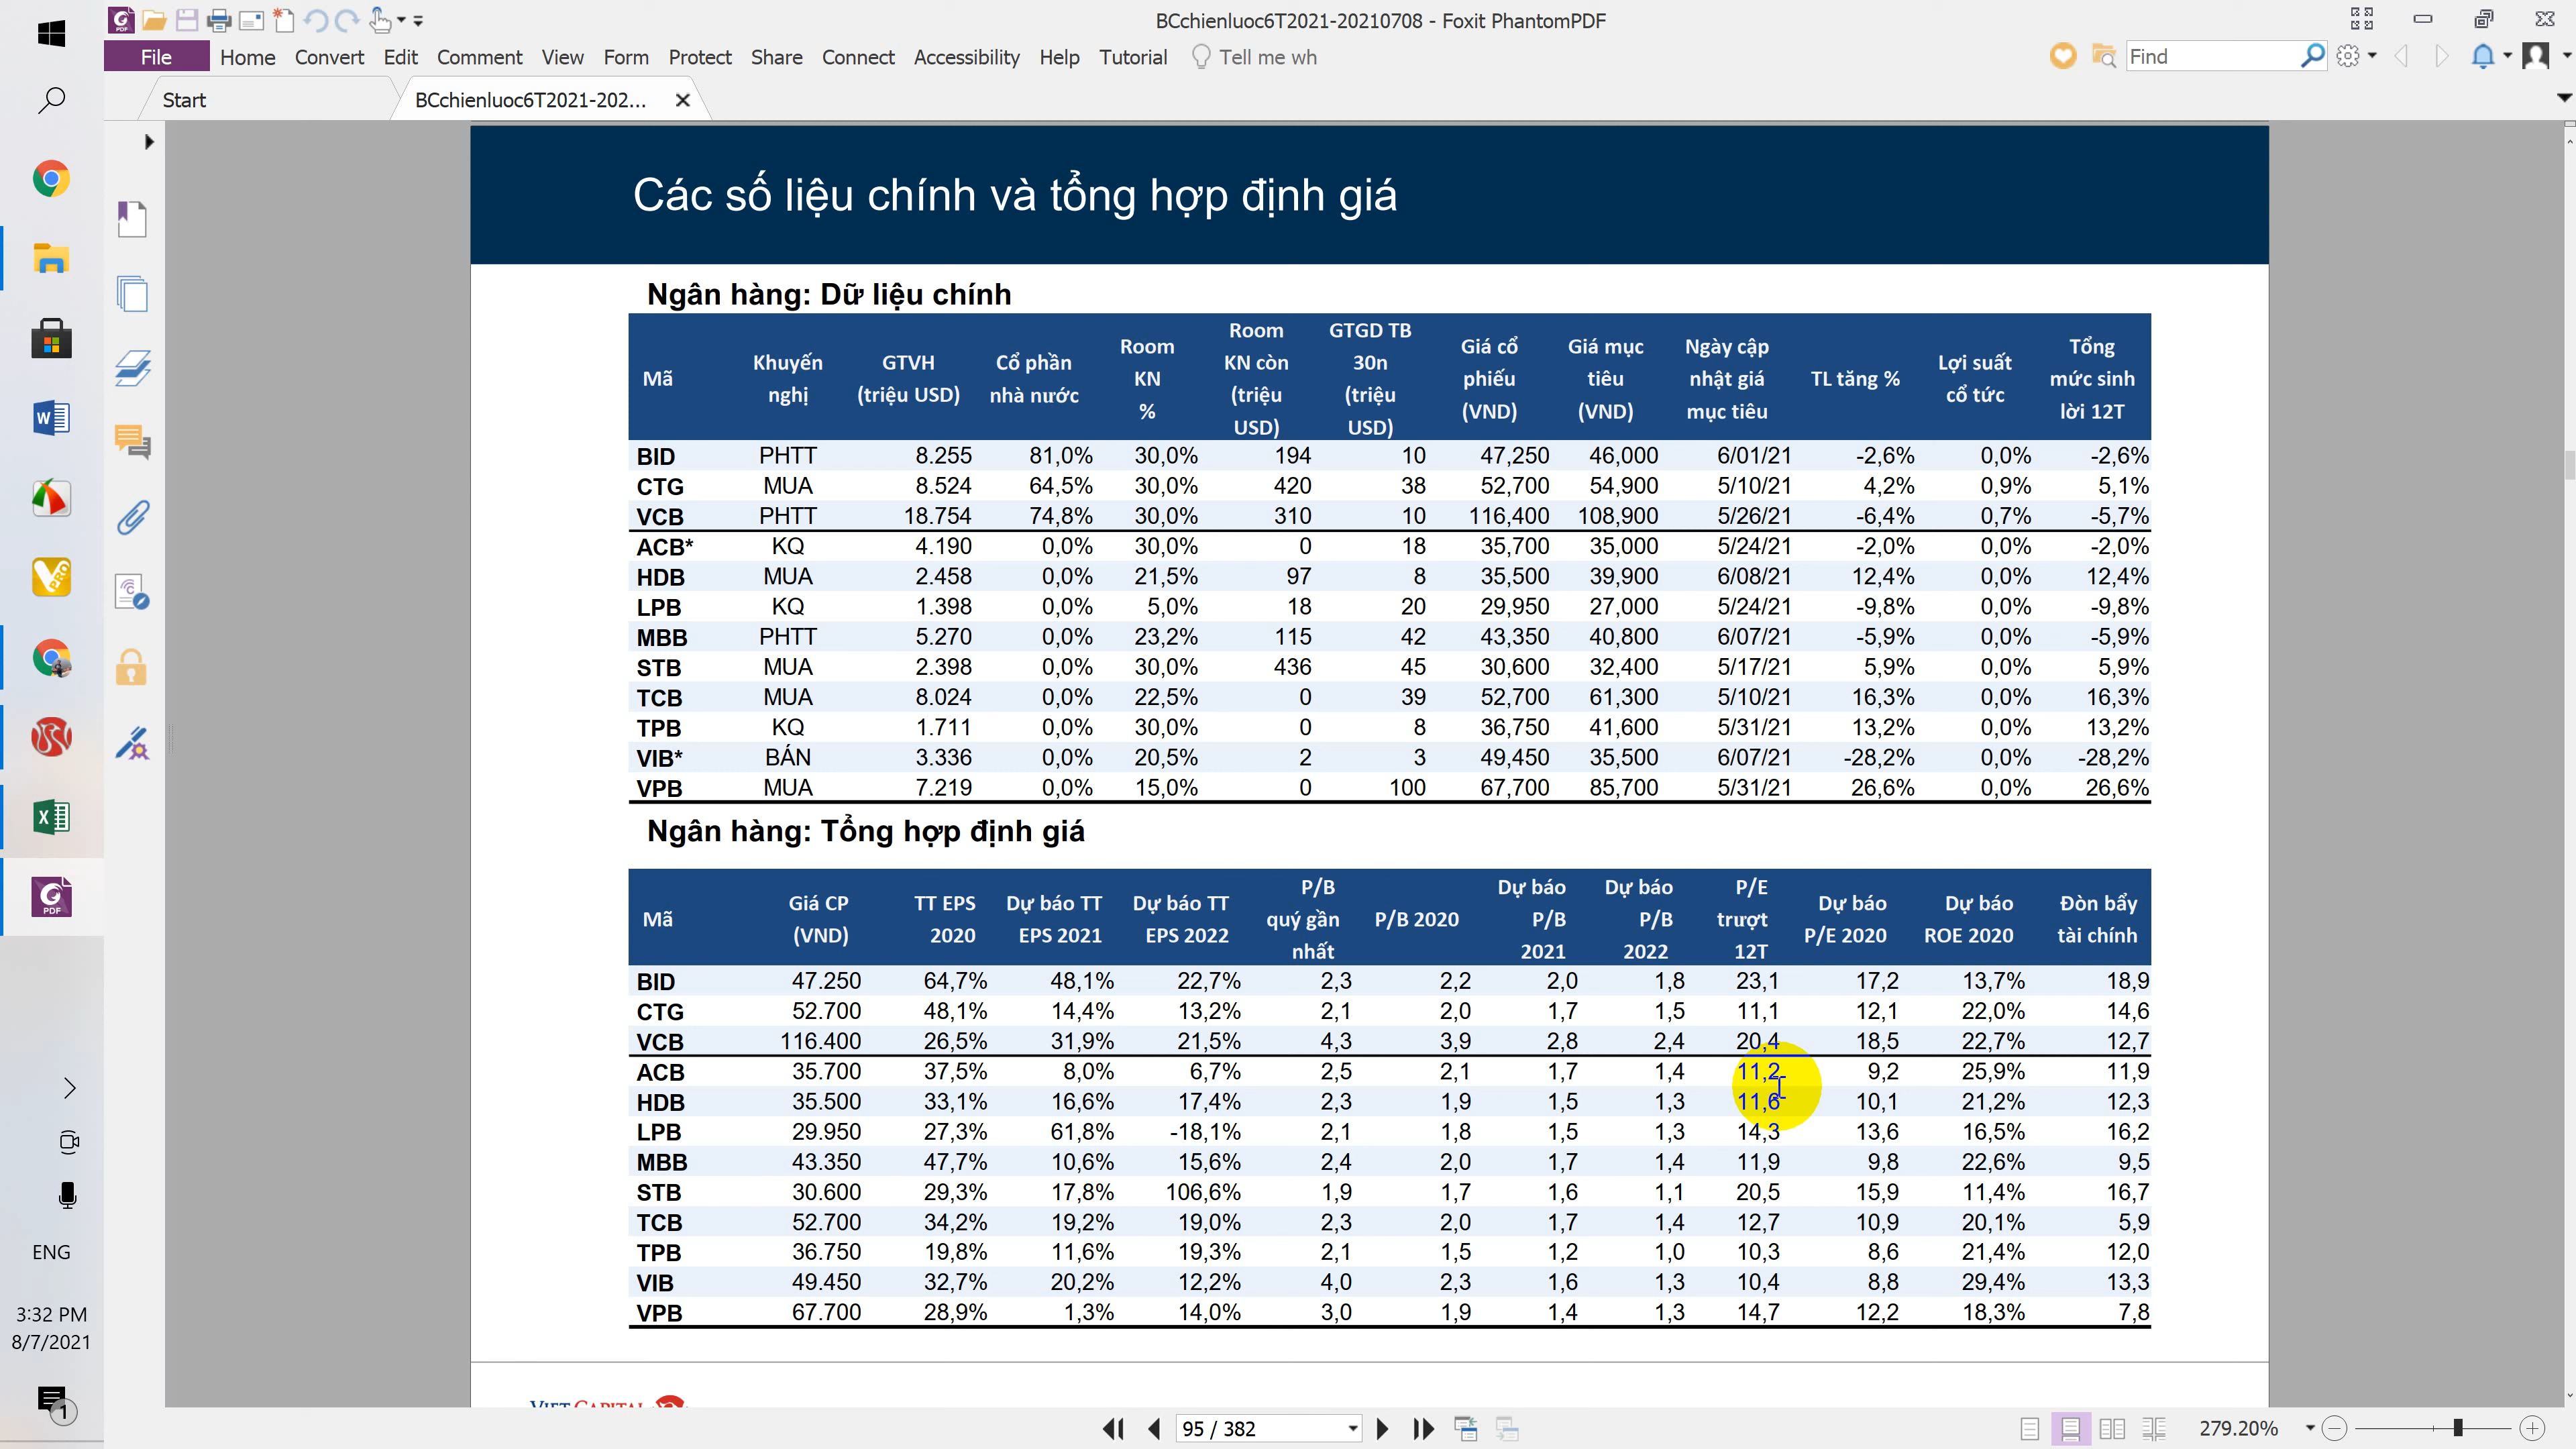 BCchienluoc6T2021-20210708 - Foxit PhantomPDF
File Home Convert Edit Comment View Form Protect Share Connect Accessibility Help Tutorial Tell me wh Find
Start BCchienluoc6T2021-202...
Các số liệu chính và tổng hợp định giá
Ngân hàng: Dữ liệu chính
Mã Khuyến nghị GTVH (triệu USD) Cổ phần nhà nước Room KN % Room KN còn (triệu USD) GTGD TB 30n (triệu USD) Giá cổ phiếu (VND) Giá mục tiêu (VND) Ngày cập nhật giá mục tiêu TL tăng % Lợi suất cổ tức Tổng mức sinh lời 12T
BID PHTT 8.255 81,0% 30,0% 194 10 47,250 46,000 6/01/21 -2,6% 0,0% -2,6%
CTG MUA 8.524 64,5% 30,0% 420 38 52,700 54,900 5/10/21 4,2% 0,9% 5,1%
VCB PHTT 18.754 74,8% 30,0% 310 10 116,400 108,900 5/26/21 -6,4% 0,7% -5,7%
ACB* KQ 4.190 0,0% 30,0% 0 18 35,700 35,000 5/24/21 -2,0% 0,0% -2,0%
HDB MUA 2.458 0,0% 21,5% 97 8 35,500 39,900 6/08/21 12,4% 0,0% 12,4%
LPB KQ 1.398 0,0% 5,0% 18 20 29,950 27,000 5/24/21 -9,8% 0,0% -9,8%
MBB PHTT 5.270 0,0% 23,2% 115 42 43,350 40,800 6/07/21 -5,9% 0,0% -5,9%
STB MUA 2.398 0,0% 30,0% 436 45 30,600 32,400 5/17/21 5,9% 0,0% 5,9%
TCB MUA 8.024 0,0% 22,5% 0 39 52,700 61,300 5/10/21 16,3% 0,0% 16,3%
TPB KQ 1.711 0,0% 30,0% 0 8 36,750 41,600 5/31/21 13,2% 0,0% 13,2%
VIB* BÁN 3.336 0,0% 20,5% 2 3 49,450 35,500 6/07/21 -28,2% 0,0% -28,2%
VPB MUA 7.219 0,0% 15,0% 0 100 67,700 85,700 5/31/21 26,6% 0,0% 26,6%
Ngân hàng: Tổng hợp định giá
Mã Giá CP (VND) TT EPS 2020 Dự báo TT EPS 2021 Dự báo TT EPS 2022 P/B quý gần nhất P/B 2020 Dự báo P/B 2021 Dự báo P/B 2022 P/E trượt 12T Dự báo P/E 2020 Dự báo ROE 2020 Đòn bẩy tài chính
BID 47.250 64,7% 48,1% 22,7% 2,3 2,2 2,0 1,8 23,1 17,2 13,7% 18,9
CTG 52.700 48,1% 14,4% 13,2% 2,1 2,0 1,7 1,5 11,1 12,1 22,0% 14,6
VCB 116.400 26,5% 31,9% 21,5% 4,3 3,9 2,8 2,4 20,4 18,5 22,7% 12,7
ACB 35.700 37,5% 8,0% 6,7% 2,5 2,1 1,7 1,4 11,2 9,2 25,9% 11,9
HDB 35.500 33,1% 16,6% 17,4% 2,3 1,9 1,5 1,3 11,6 10,1 21,2% 12,3
LPB 29.950 27,3% 61,8% -18,1% 2,1 1,8 1,5 1,3 14,3 13,6 16,5% 16,2
MBB 43.350 47,7% 10,6% 15,6% 2,4 2,0 1,7 1,4 11,9 9,8 22,6% 9,5
STB 30.600 29,3% 17,8% 106,6% 1,9 1,7 1,6 1,1 20,5 15,9 11,4% 16,7
TCB 52.700 34,2% 19,2% 19,0% 2,3 2,0 1,7 1,4 12,7 10,9 20,1% 5,9
TPB 36.750 19,8% 11,6% 19,3% 2,1 1,5 1,2 1,0 10,3 8,6 21,4% 12,0
VIB 49.450 32,7% 20,2% 12,2% 4,0 2,3 1,6 1,3 10,4 8,8 29,4% 13,3
VPB 67.700 28,9% 1,3% 14,0% 3,0 1,9 1,4 1,3 14,7 12,2 18,3% 7,8
VIET CAPITAL
95 / 382
279.20%
ENG
3:32 PM
8/7/2021
1